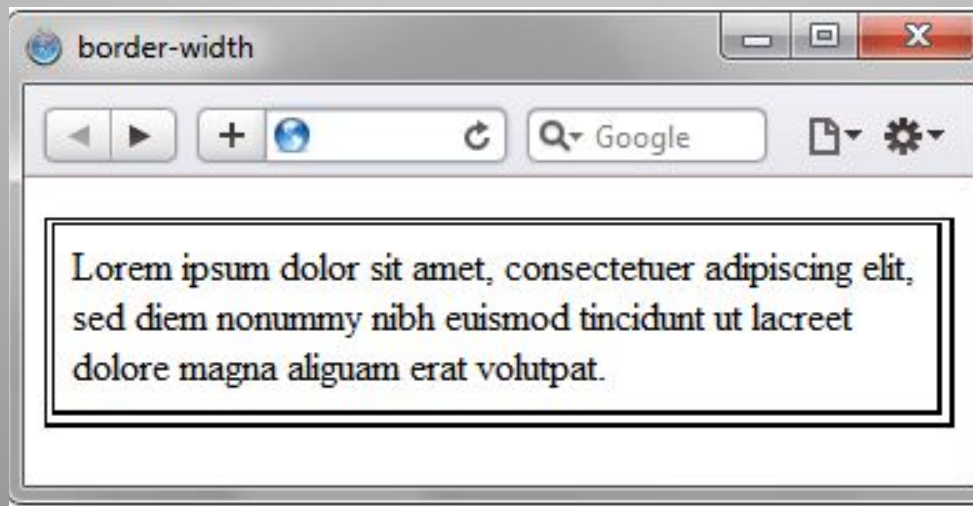 border-width
Google
Lorem ipsum dolor sit amet, consectetuer adipiscing elit,
sed diem nonummy nibh euismod tincidunt ut lacreet
dolore magna aliguam erat volutpat.